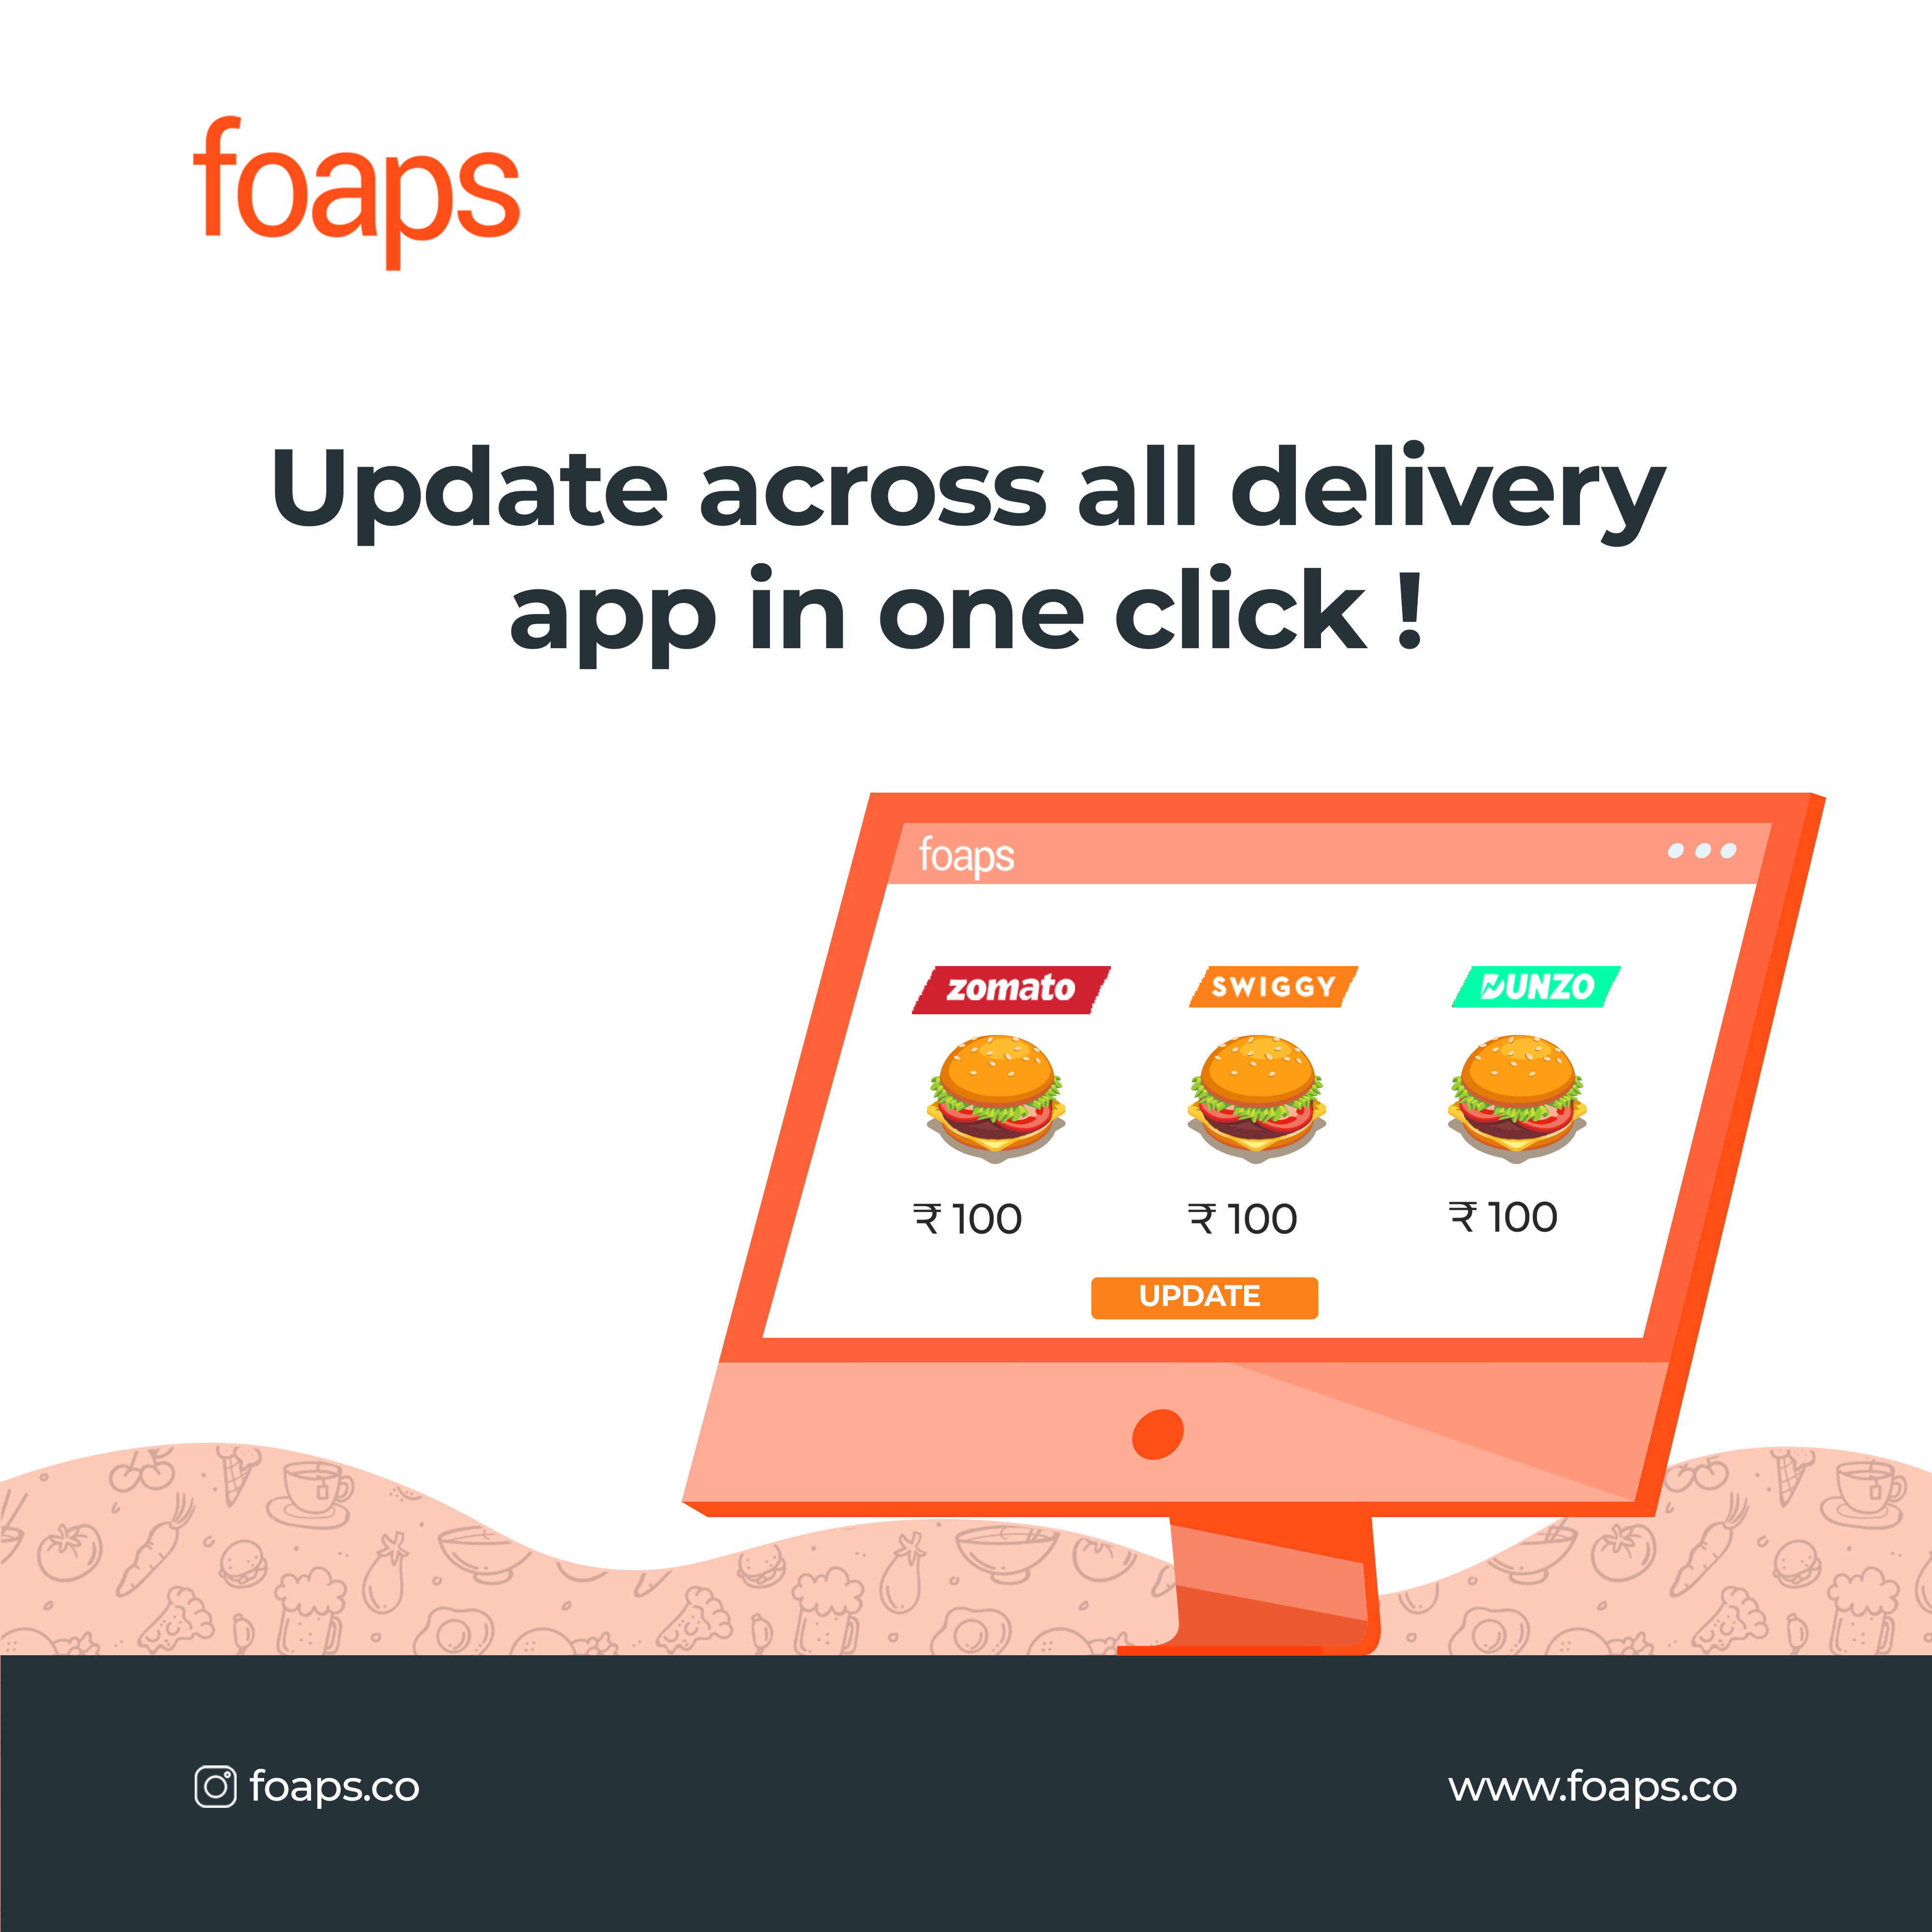 foaps
Update across all delivery
app in one click !
foaps
zomato SWIGGY DUNZO
₹ 100 ₹ 100 ₹ 100
UPDATE
foaps.co www.foaps.co